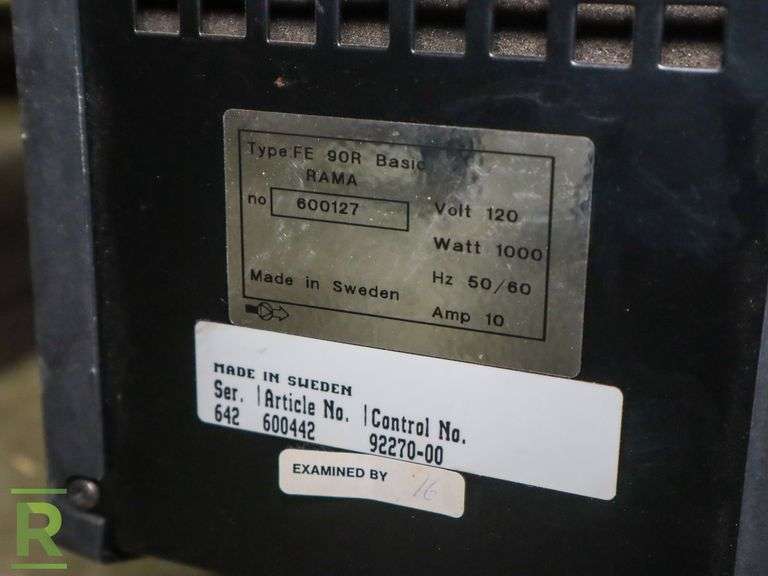 Type FE 90R Basic
RAMA
no 600127
Volt 120
Watt 1000
Hz 50/60
Amp 10
Made in Sweden
MADE IN SWEDEN
Ser. Article No. Control No.
642 600442 92270-00
EXAMINED BY 16
R